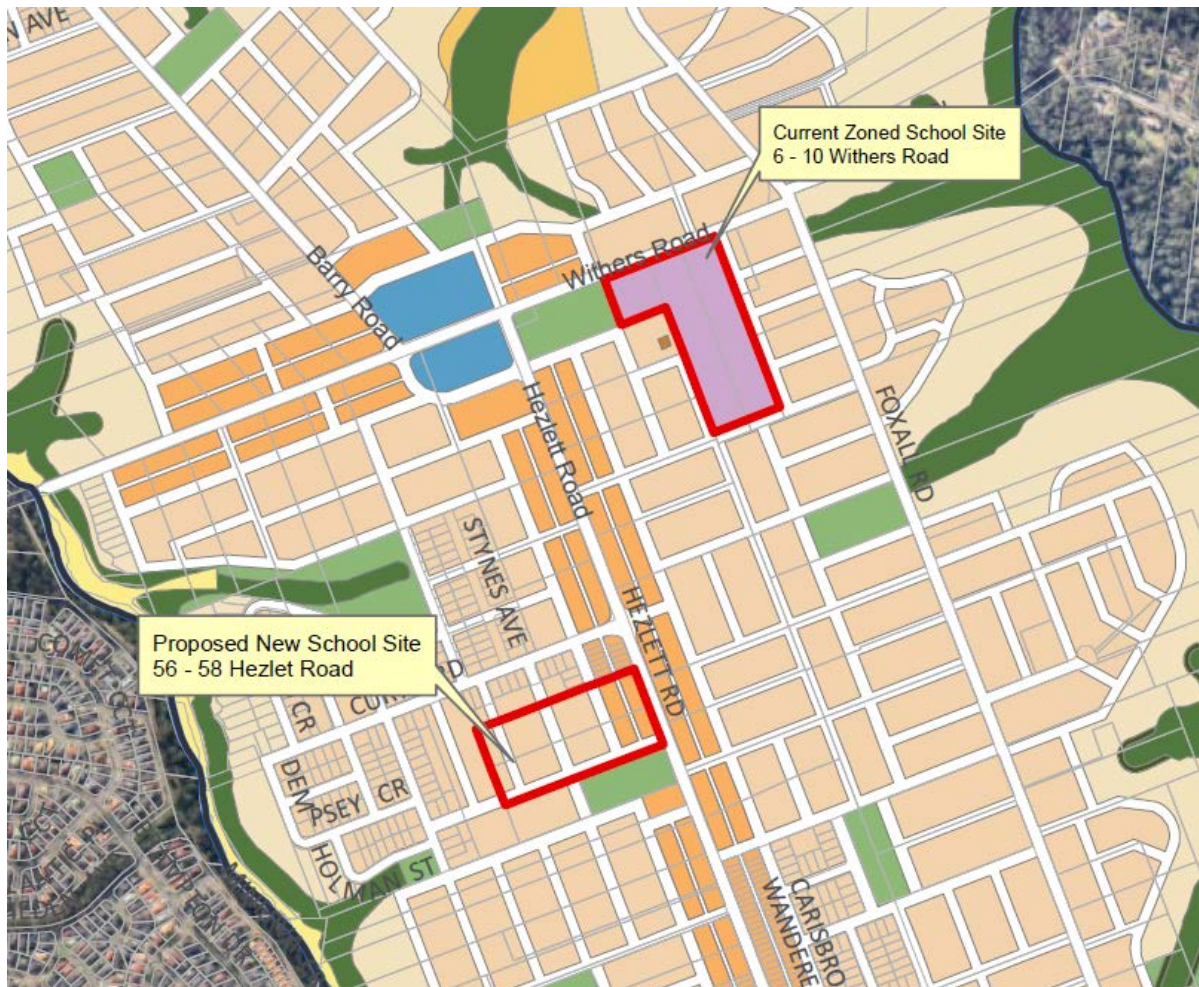 N AVE
Current Zoned School Site
6 - 10 Withers Road
Withers Road
Barry Road
Hezlett Road
FOXALL RD
STYNES AVE
HEZLETT RD
Proposed New School Site
56 - 58 Hezlet Road
CR
DEM
PSEY CR
HOLMAN ST
CARISBRO
WANDERE